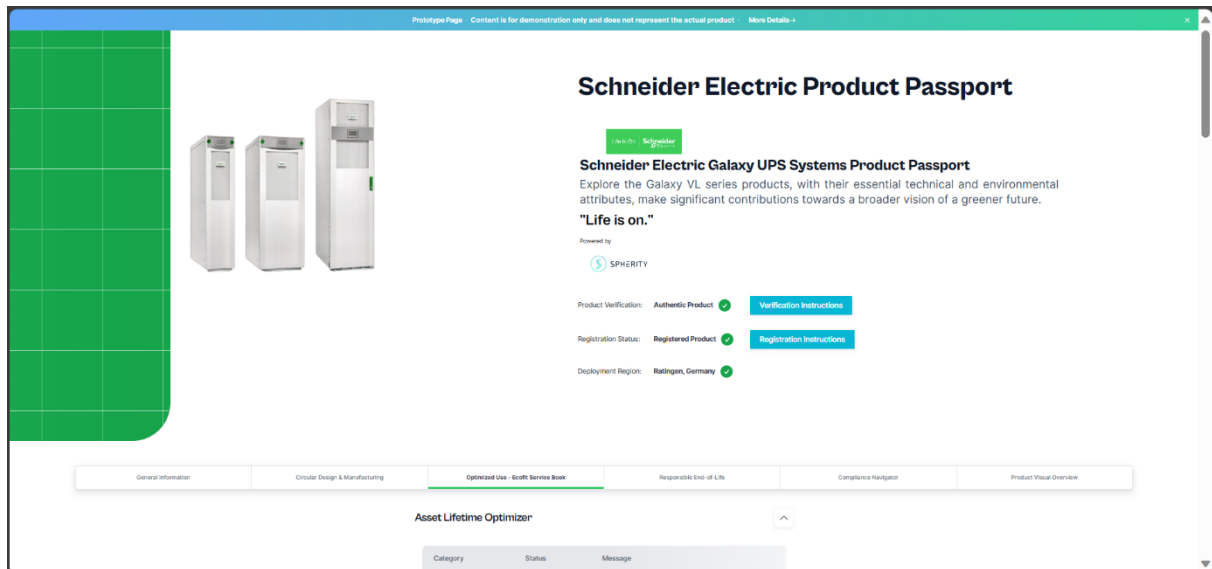 Prototype Page · Content is for demonstration only and does not represent the actual product · More Details →
Schneider Electric Product Passport
Life Is On | Schneider Electric
Schneider Electric Galaxy UPS Systems Product Passport
Explore the Galaxy VL series products, with their essential technical and environmental
attributes, make significant contributions towards a broader vision of a greener future.
"Life is on."
Powered by
SPHERITY
Product Verification: Authentic Product Verification Instructions
Registration Status: Registered Product Registration Instructions
Deployment Region: Ratingen, Germany
General Information
Circular Design & Manufacturing
Optimized Use - Ecofit Service Book
Responsible End-of-Life
Compliance Navigator
Product Visual Overview
Asset Lifetime Optimizer
Category Status Message